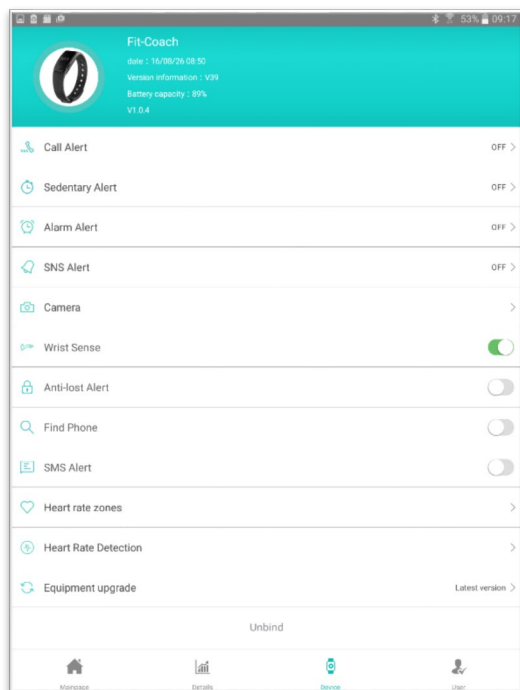 53% 09:17
Fit-Coach
date : 16/08/26 08:50
Version information : V39
Battery capacity : 89%
V1.0.4
Call Alert OFF
Sedentary Alert OFF
Alarm Alert OFF
SNS Alert OFF
Camera
Wrist Sense
Anti-lost Alert
Find Phone
SMS Alert
Heart rate zones
Heart Rate Detection
Equipment upgrade Latest version
Unbind
Mainpage Details Device User